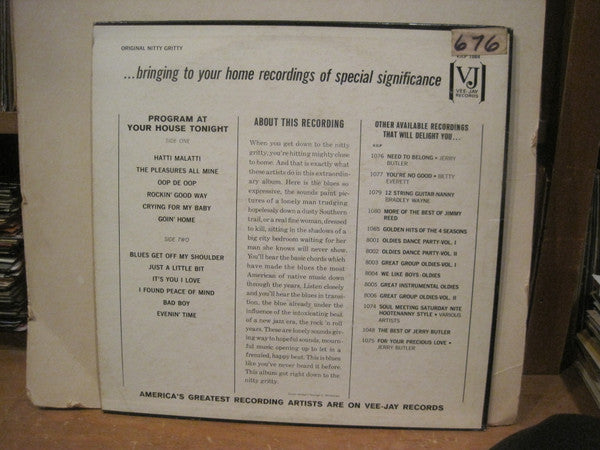 ORIGINAL NITTY GRITTY
676
...bringing to your home recordings of special significance
VJ
VEE-JAY
RECORDS
PROGRAM AT
YOUR HOUSE TONIGHT
SIDE ONE
HATTI MALATTI
THE PLEASURES ALL MINE
OOP DE OOP
ROCKIN' GOOD WAY
CRYING FOR MY BABY
GOIN' HOME
SIDE TWO
BLUES GET OFF MY SHOULDER
JUST A LITTLE BIT
IT'S YOU I LOVE
I FOUND PEACE OF MIND
BAD BOY
EVENIN' TIME
ABOUT THIS RECORDING
When you get down to the nitty
gritty, you're hitting mighty close
to home. And that is exactly what
these artists do in this extraordin-
ary album. Here is the blues so
expressive, the sounds paint pic-
tures of a lonely man trudging
hopelessly down a dusty Southern
trail, or a real fine woman, dressed
to kill, sitting in the shadows of a
big city bedroom waiting for her
man she knows will never show.
You'll hear the basic chords which
have made the blues the most
American of native music down
through the years. Listen closely
and you'll hear the blues in transi-
tion, the blue already under the
influence of the intoxicating beat
of a new jazz era, the rock 'n roll
years. These are lonely sounds giv-
ing way to hopeful sounds, mourn-
ful music opening up to let in a
frenzied, happy beat. This is blues
like you've never heard it before.
This album got right down to the
nitty gritty.
OTHER AVAILABLE RECORDINGS
THAT WILL DELIGHT YOU...
1076 NEED TO BELONG • JERRY
BUTLER
1077 YOU'RE NO GOOD • BETTY
EVERETT
1079 12 STRING GUITAR-NANNY
BRADLEY WAYNE
1080 MORE OF THE BEST OF JIMMY
REED
1065 GOLDEN HITS OF THE 4 SEASONS
8001 OLDIES DANCE PARTY-VOL. I
8002 OLDIES DANCE PARTY-VOL. II
8003 GREAT GROUP OLDIES-VOL. I
8004 WE LIKE BOYS-OLDIES
8005 GREAT INSTRUMENTAL OLDIES
8006 GREAT GROUP OLDIES-VOL. II
1074 SOUL MEETING SATURDAY NITE
HOOTENANNY STYLE • VARIOUS
ARTISTS
1048 THE BEST OF JERRY BUTLER
1075 FOR YOUR PRECIOUS LOVE •
JERRY BUTLER
AMERICA'S GREATEST RECORDING ARTISTS ARE ON VEE-JAY RECORDS